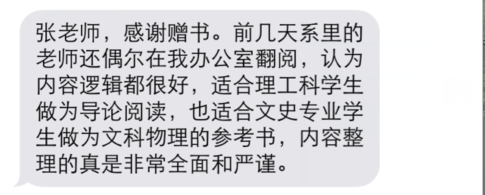 张老师，感谢赠书。前几天系里的
老师还偶尔在我办公室翻阅，认为
内容逻辑都很好，适合理工科学生
做为导论阅读，也适合文史专业学
生做为文科物理的参考书，内容整
理的真是非常全面和严谨。